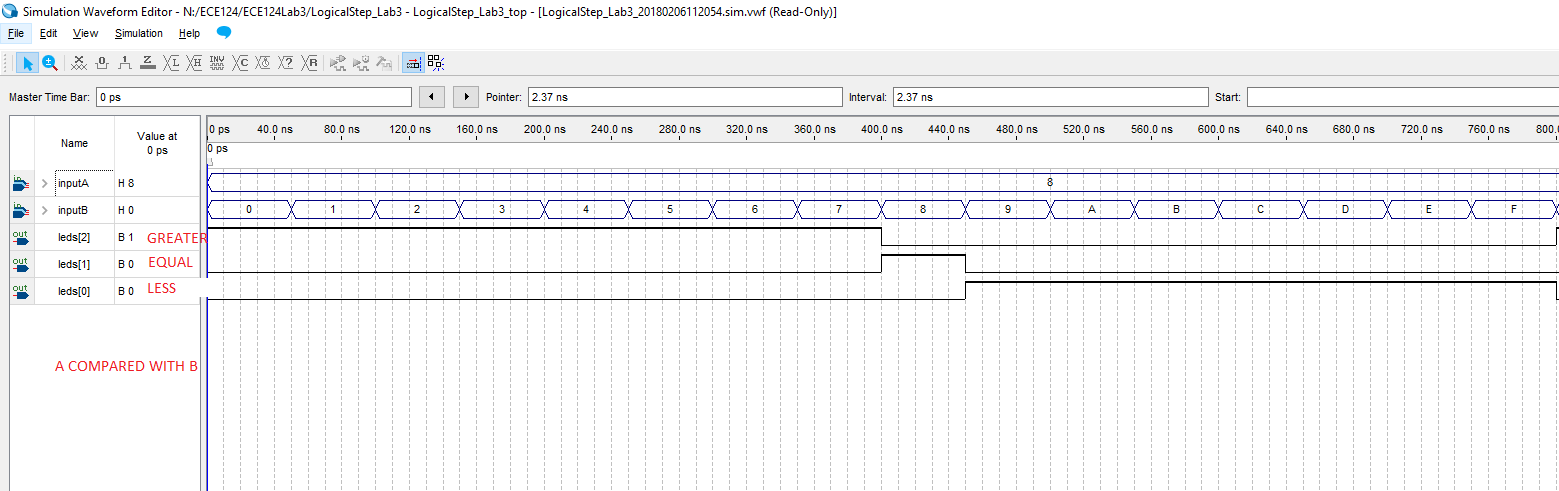 Simulation Waveform Editor - N:/ECE124/ECE124Lab3/LogicalStep_Lab3 - LogicalStep_Lab3_top - [LogicalStep_Lab3_20180206112054.sim.vwf (Read-Only)]
File Edit View Simulation Help
Master Time Bar: 0 ps Pointer: 2.37 ns Interval: 2.37 ns Start:
Name Value at 0 ps
0 ps 40.0 ns 80.0 ns 120.0 ns 160.0 ns 200.0 ns 240.0 ns 280.0 ns 320.0 ns 360.0 ns 400.0 ns 440.0 ns 480.0 ns 520.0 ns 560.0 ns 600.0 ns 640.0 ns 680.0 ns 720.0 ns 760.0 ns 800.
0 ps
in inputA H 8 8
in inputB H 0 0 1 2 3 4 5 6 7 8 9 A B C D E F
out leds[2] B 1 GREATER
out leds[1] B 0 EQUAL
out leds[0] B 0 LESS
A COMPARED WITH B